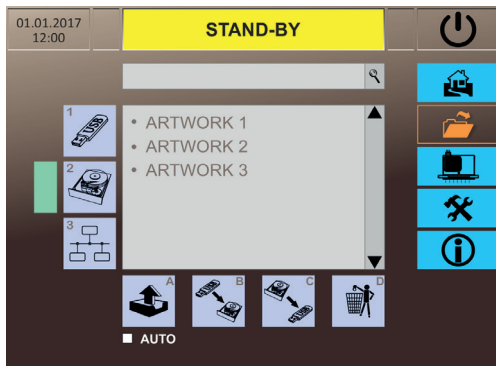 01.01.2017
12:00
STAND-BY
1
USB
• ARTWORK 1
• ARTWORK 2
• ARTWORK 3
2
3
A
B
C
D
AUTO